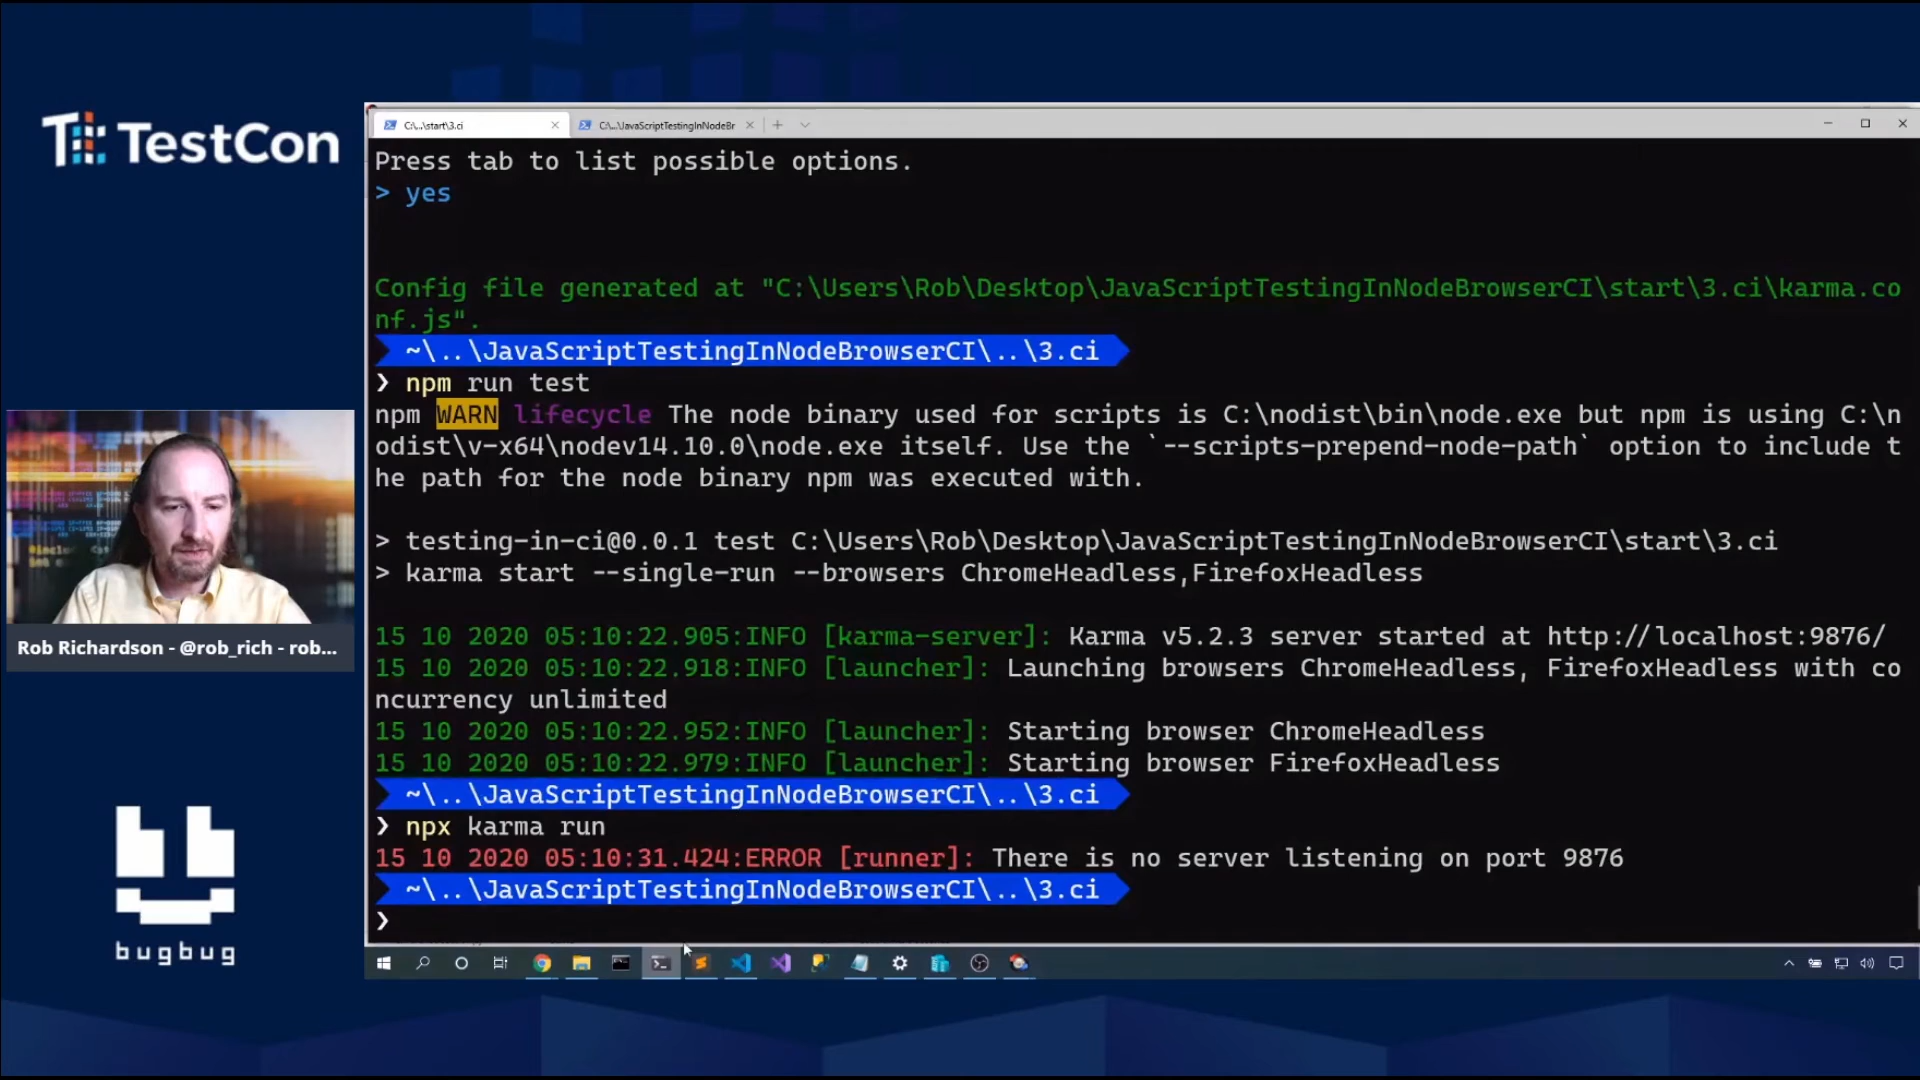 TestCon
C:\...\start\3.ci
C:\...\JavaScriptTestingInNodeBr
Press tab to list possible options.
> yes
Config file generated at "C:\Users\Rob\Desktop\JavaScriptTestingInNodeBrowserCI\start\3.ci\karma.co
nf.js".
~\..\JavaScriptTestingInNodeBrowserCI\..\3.ci
❯ npm run test
npm WARN lifecycle The node binary used for scripts is C:\nodist\bin\node.exe but npm is using C:\n
odist\v-x64\nodev14.10.0\node.exe itself. Use the `--scripts-prepend-node-path` option to include t
he path for the node binary npm was executed with.
> testing-in-ci@0.0.1 test C:\Users\Rob\Desktop\JavaScriptTestingInNodeBrowserCI\start\3.ci
> karma start --single-run --browsers ChromeHeadless,FirefoxHeadless
15 10 2020 05:10:22.905:INFO [karma-server]: Karma v5.2.3 server started at http://localhost:9876/
15 10 2020 05:10:22.918:INFO [launcher]: Launching browsers ChromeHeadless, FirefoxHeadless with co
ncurrency unlimited
15 10 2020 05:10:22.952:INFO [launcher]: Starting browser ChromeHeadless
15 10 2020 05:10:22.979:INFO [launcher]: Starting browser FirefoxHeadless
~\..\JavaScriptTestingInNodeBrowserCI\..\3.ci
❯ npx karma run
15 10 2020 05:10:31.424:ERROR [runner]: There is no server listening on port 9876
~\..\JavaScriptTestingInNodeBrowserCI\..\3.ci
❯
Rob Richardson - @rob_rich - rob...
bugbug